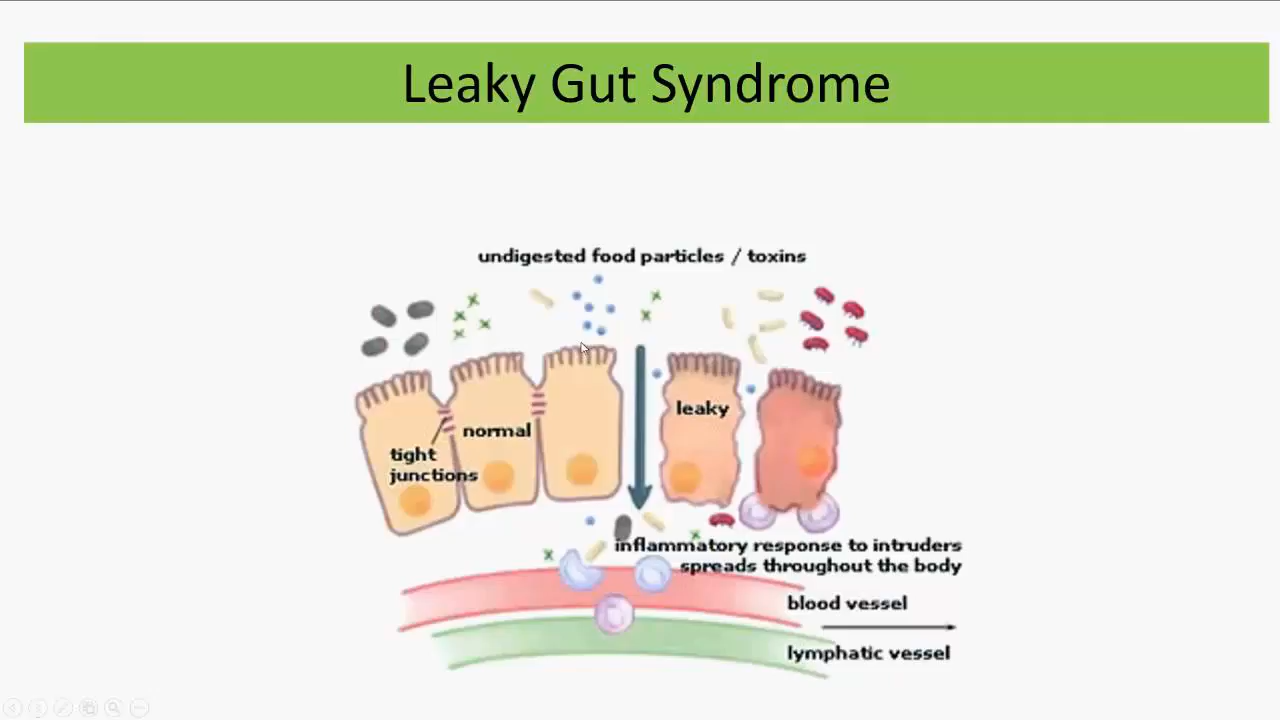 Leaky Gut Syndrome
undigested food particles / toxins
leaky
normal
tight
junctions
inflammatory response to intruders
spreads throughout the body
blood vessel
lymphatic vessel